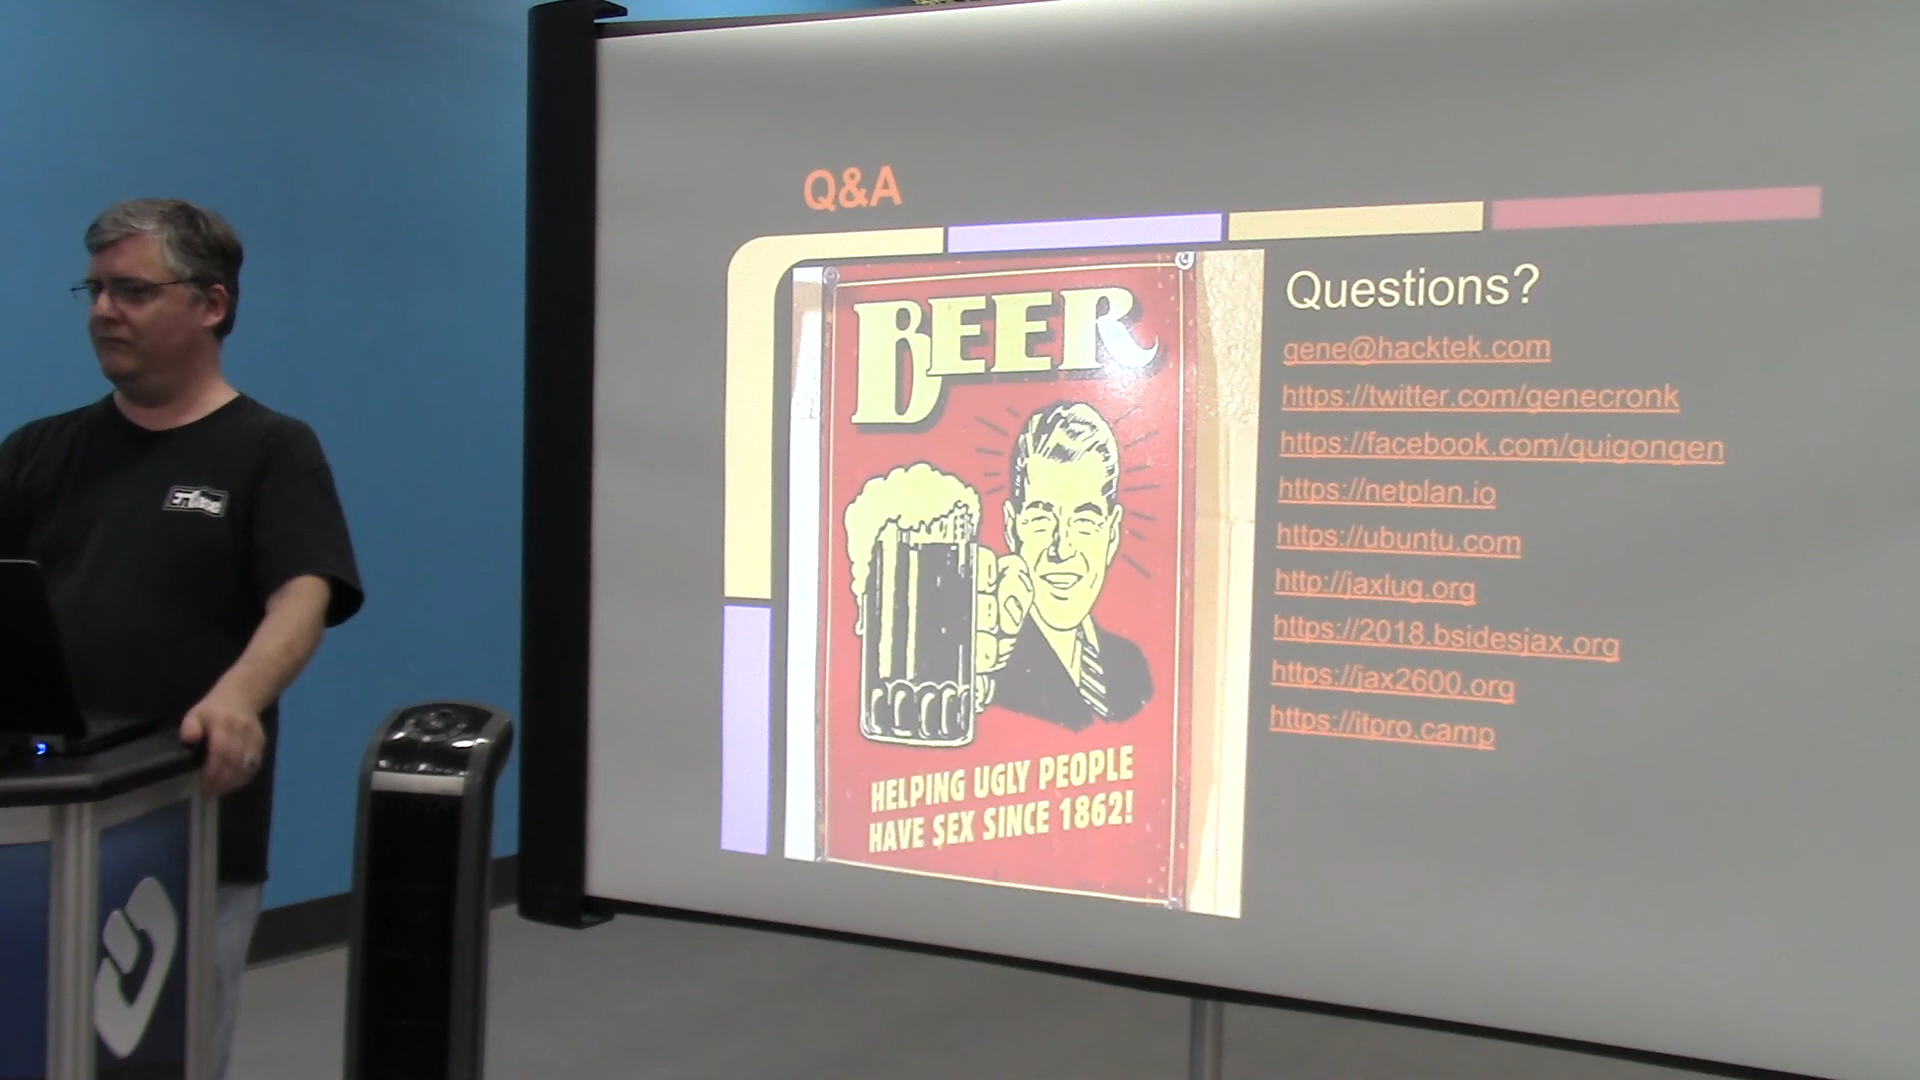 Q&A
BEER
HELPING UGLY PEOPLE
HAVE SEX SINCE 1862!
Questions?
gene@hacktek.com
https://twitter.com/genecronk
https://facebook.com/quigongen
https://netplan.io
https://ubuntu.com
http://jaxlug.org
https://2018.bsidesjax.org
https://jax2600.org
https://itpro.camp